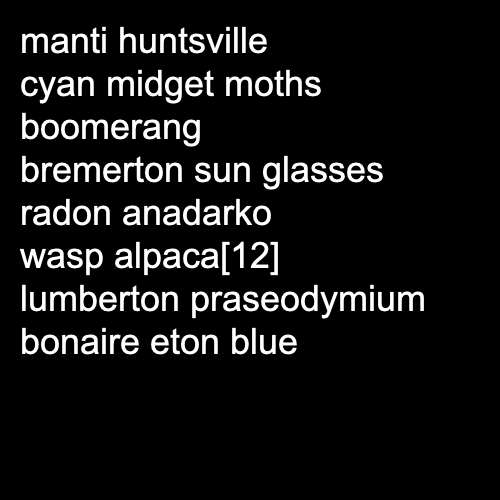 manti huntsville
cyan midget moths
boomerang
bremerton sun glasses
radon anadarko
wasp alpaca[12]
lumberton praseodymium
bonaire eton blue